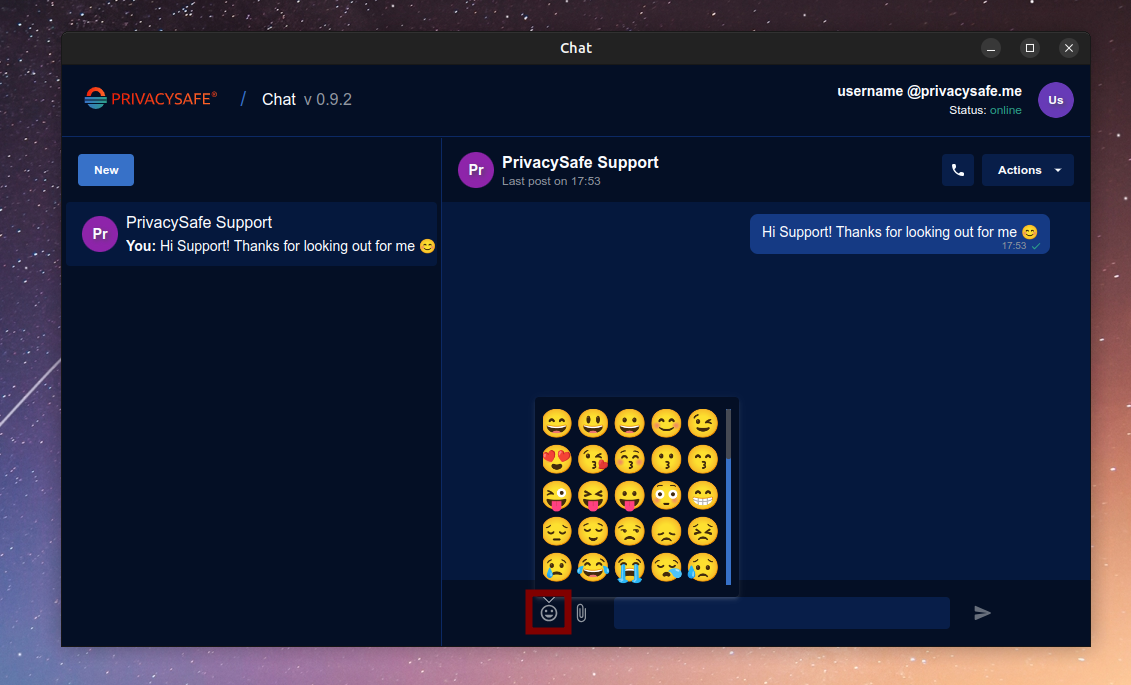 Chat
PRIVACYSAFE® / Chat v 0.9.2
username @privacysafe.me
Status: online
Us
New
Pr
PrivacySafe Support
You: Hi Support! Thanks for looking out for me 😊
Pr
PrivacySafe Support
Last post on 17:53
Actions
Hi Support! Thanks for looking out for me 😊
17:53